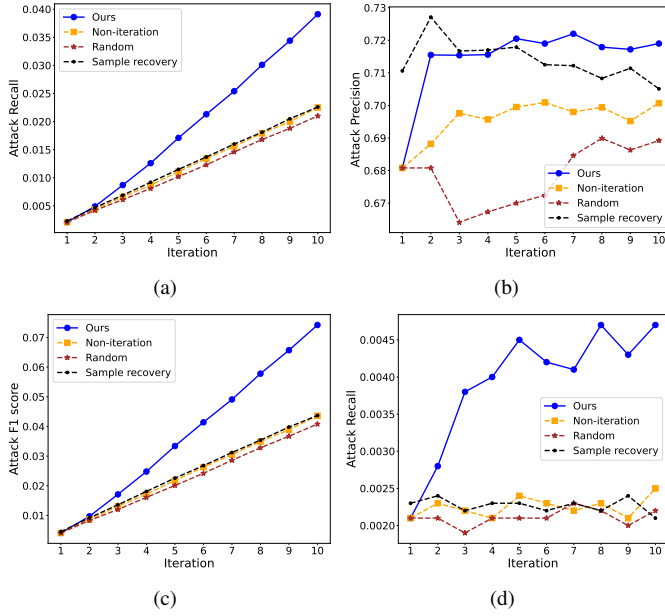 0.040
0.035
0.030
0.025
0.020
0.015
0.010
0.005
Attack Recall
Ours
Non-iteration
Random
Sample recovery
1 2 3 4 5 6 7 8 9 10
Iteration
(a)
0.72
0.71
0.70
0.69
0.68
0.67
Attack Precision
Ours
Non-iteration
Random
Sample recovery
1 2 3 4 5 6 7 8 9 10
Iteration
(b)
0.07
0.06
0.05
0.04
0.03
0.02
0.01
Attack F1 score
Ours
Non-iteration
Random
Sample recovery
1 2 3 4 5 6 7 8 9 10
Iteration
(c)
0.0045
0.0040
0.0035
0.0030
0.0025
0.0020
Attack Recall
Ours
Non-iteration
Random
Sample recovery
1 2 3 4 5 6 7 8 9 10
Iteration
(d)